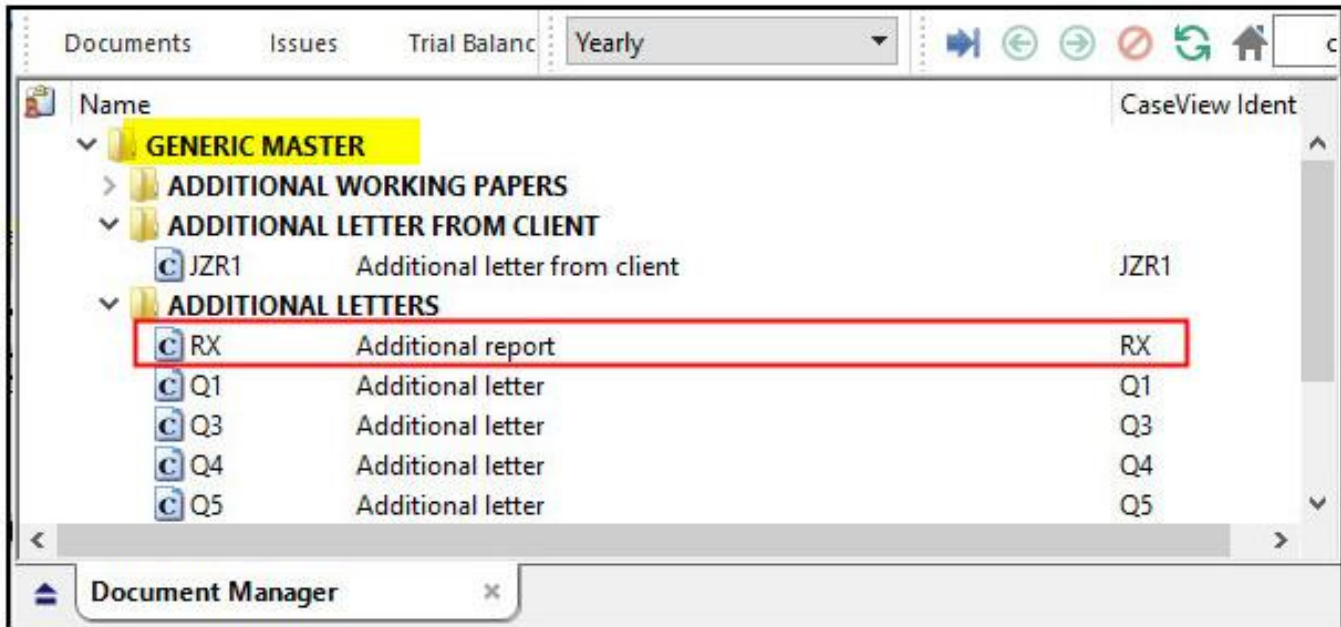 Documents Issues Trial Balanc Yearly c
Name CaseView Ident
GENERIC MASTER
ADDITIONAL WORKING PAPERS
ADDITIONAL LETTER FROM CLIENT
JZR1 Additional letter from client JZR1
ADDITIONAL LETTERS
RX Additional report RX
Q1 Additional letter Q1
Q3 Additional letter Q3
Q4 Additional letter Q4
Q5 Additional letter Q5
Document Manager